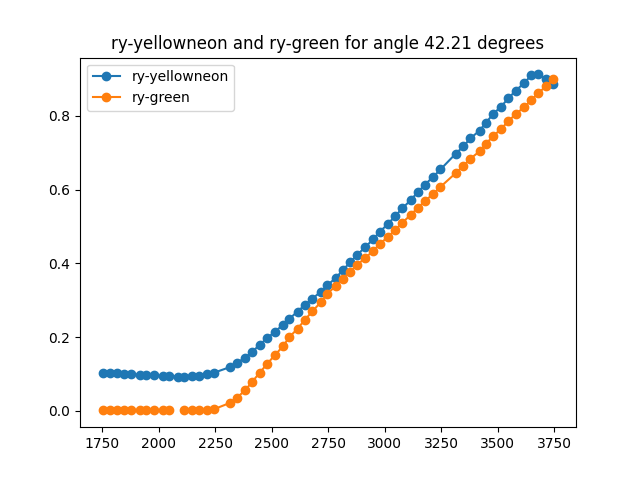 ry-yellowneon and ry-green for angle 42.21 degrees
ry-yellowneon
ry-green
0.8
0.6
0.4
0.2
0.0
1750 2000 2250 2500 2750 3000 3250 3500 3750